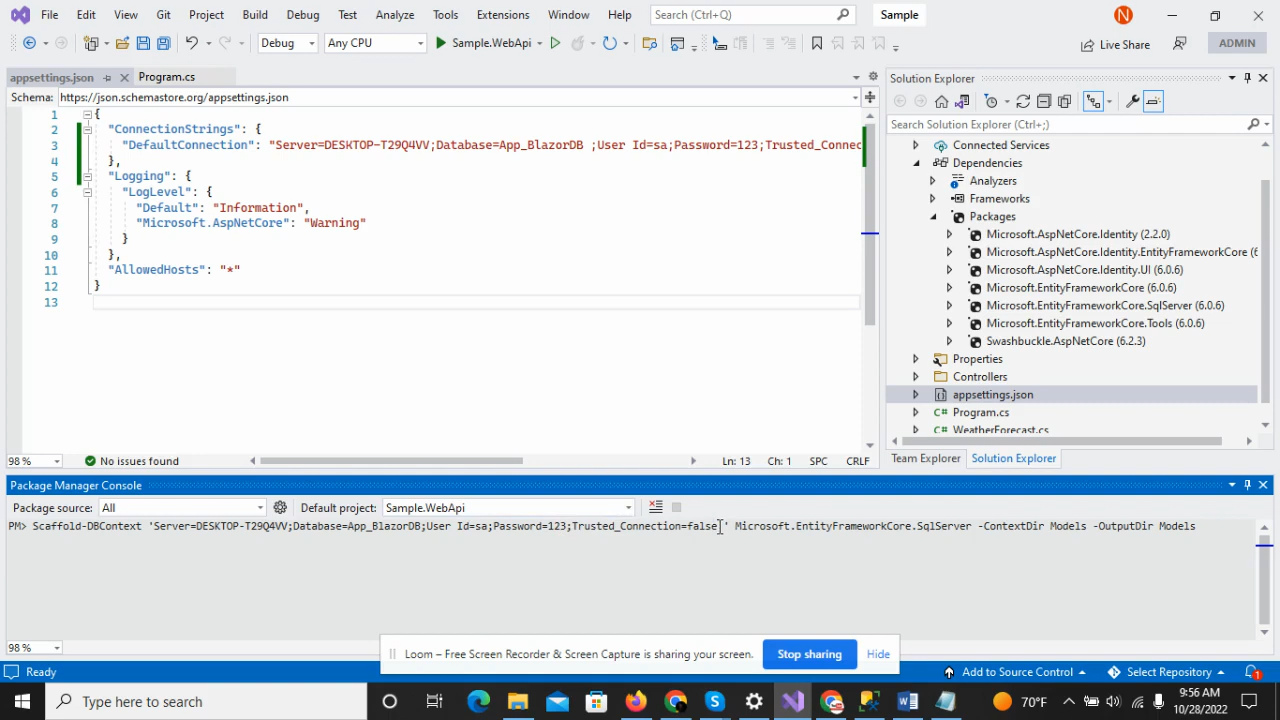 File Edit View Git Project Build Debug Test Analyze Tools Extensions Window Help Search (Ctrl+Q) Sample N
Debug Any CPU Sample.WebApi Live Share ADMIN
appsettings.json Program.cs
Schema: https://json.schemastore.org/appsettings.json
1 {
2 "ConnectionStrings": {
3 "DefaultConnection": "Server=DESKTOP-T29Q4VV;Database=App_BlazorDB ;User Id=sa;Password=123;Trusted_Connec
4 },
5 "Logging": {
6 "LogLevel": {
7 "Default": "Information",
8 "Microsoft.AspNetCore": "Warning"
9 }
10 },
11 "AllowedHosts": "*"
12 }
13
98 % No issues found Ln: 13 Ch: 1 SPC CRLF
Solution Explorer
Search Solution Explorer (Ctrl+;)
Connected Services
Dependencies
Analyzers
Frameworks
Packages
Microsoft.AspNetCore.Identity (2.2.0)
Microsoft.AspNetCore.Identity.EntityFrameworkCore (6
Microsoft.AspNetCore.Identity.UI (6.0.6)
Microsoft.EntityFrameworkCore (6.0.6)
Microsoft.EntityFrameworkCore.SqlServer (6.0.6)
Microsoft.EntityFrameworkCore.Tools (6.0.6)
Swashbuckle.AspNetCore (6.2.3)
Properties
Controllers
appsettings.json
C# Program.cs
C# WeatherForecast.cs
Team Explorer Solution Explorer
Package Manager Console
Package source: All Default project: Sample.WebApi
PM> Scaffold-DBContext 'Server=DESKTOP-T29Q4VV;Database=App_BlazorDB;User Id=sa;Password=123;Trusted_Connection=false;' Microsoft.EntityFrameworkCore.SqlServer -ContextDir Models -OutputDir Models
98 %
Loom – Free Screen Recorder & Screen Capture is sharing your screen. Stop sharing Hide
Ready Add to Source Control Select Repository 1
Type here to search 70°F 9:56 AM
10/28/2022